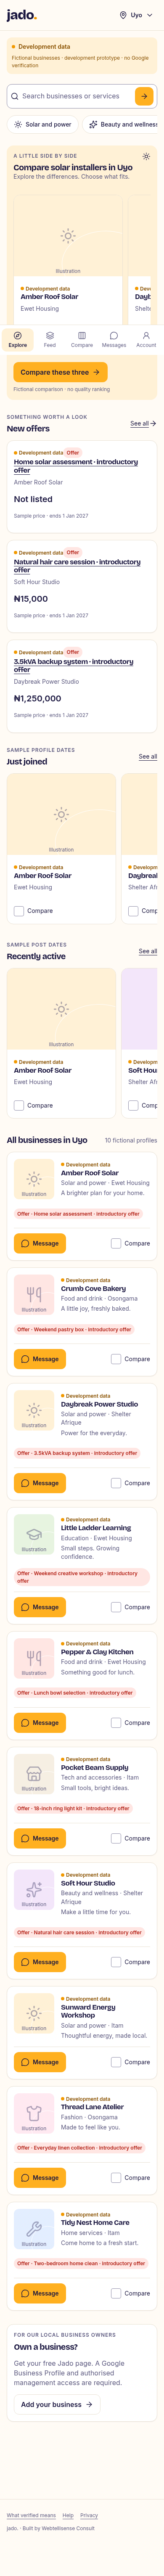 jado.
Uyo
Development data
Fictional businesses · development prototype · no Google
verification
Search businesses or services
Solar and power
Beauty and wellness
A LITTLE SIDE BY SIDE
Compare solar installers in Uyo
Explore the differences. Choose what fits.
Illustration
Development data
Amber Roof Solar
Ewet Housing
Explore
Feed
Compare
Messages
Account
Compare these three
Fictional comparison · no quality ranking
SOMETHING WORTH A LOOK
New offers
See all
Development data Offer
Home solar assessment · introductory
offer
Amber Roof Solar
Not listed
Sample price · ends 1 Jan 2027
Development data Offer
Natural hair care session · introductory
offer
Soft Hour Studio
₦15,000
Sample price · ends 1 Jan 2027
Development data Offer
3.5kVA backup system · introductory
offer
Daybreak Power Studio
₦1,250,000
Sample price · ends 1 Jan 2027
SAMPLE PROFILE DATES
Just joined
See all
Illustration
Development data
Amber Roof Solar
Daybreak
Ewet Housing
Compare
SAMPLE POST DATES
Recently active
See all
Illustration
Development data
Amber Roof Solar
Soft Hou
Ewet Housing
Compare
All businesses in Uyo
10 fictional profiles
Illustration
Development data
Amber Roof Solar
Solar and power · Ewet Housing
A brighter plan for your home.
Offer · Home solar assessment · introductory offer
Message
Compare
Illustration
Development data
Crumb Cove Bakery
Food and drink · Osongama
A little joy, freshly baked.
Offer · Weekend pastry box · introductory offer
Message
Compare
Illustration
Development data
Daybreak Power Studio
Solar and power · Shelter
Afrique
Power for the everyday.
Offer · 3.5kVA backup system · introductory offer
Message
Compare
Illustration
Development data
Little Ladder Learning
Education · Ewet Housing
Small steps. Growing
confidence.
Offer · Weekend creative workshop · introductory
offer
Message
Compare
Illustration
Development data
Pepper & Clay Kitchen
Food and drink · Ewet Housing
Something good for lunch.
Offer · Lunch bowl selection · introductory offer
Message
Compare
Illustration
Development data
Pocket Beam Supply
Tech and accessories · Itam
Small tools, bright ideas.
Offer · 18-inch ring light kit · introductory offer
Message
Compare
Illustration
Development data
Soft Hour Studio
Beauty and wellness · Shelter
Afrique
Make a little time for you.
Offer · Natural hair care session · introductory offer
Message
Compare
Illustration
Development data
Sunward Energy
Workshop
Solar and power · Itam
Thoughtful energy, made local.
Message
Compare
Illustration
Development data
Thread Lane Atelier
Fashion · Osongama
Made to feel like you.
Offer · Everyday linen collection · introductory offer
Message
Compare
Illustration
Development data
Tidy Nest Home Care
Home services · Itam
Come home to a fresh start.
Offer · Two-bedroom home clean · introductory offer
Message
Compare
FOR OUR LOCAL BUSINESS OWNERS
Own a business?
Get your free Jado page. A Google
Business Profile and authorised
management access are required.
Add your business
What verified means
Help
Privacy
jado. · Built by Webtellisense Consult